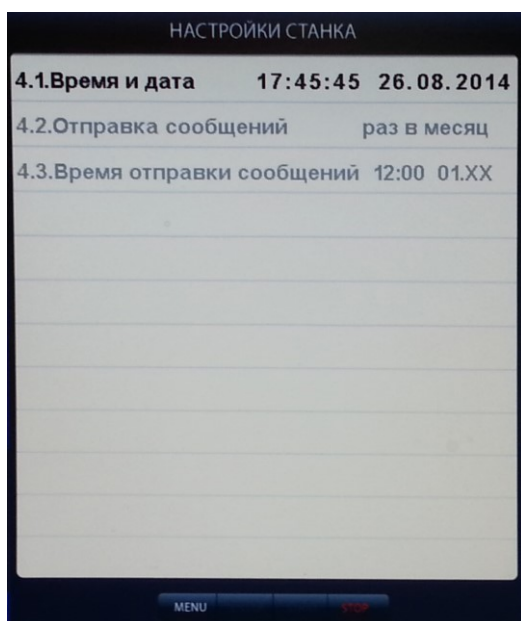 НАСТРОЙКИ СТАНКА
4.1.Время и дата 17:45:45 26.08.2014
4.2.Отправка сообщений раз в месяц
4.3.Время отправки сообщений 12:00 01.XX
MENU STOP